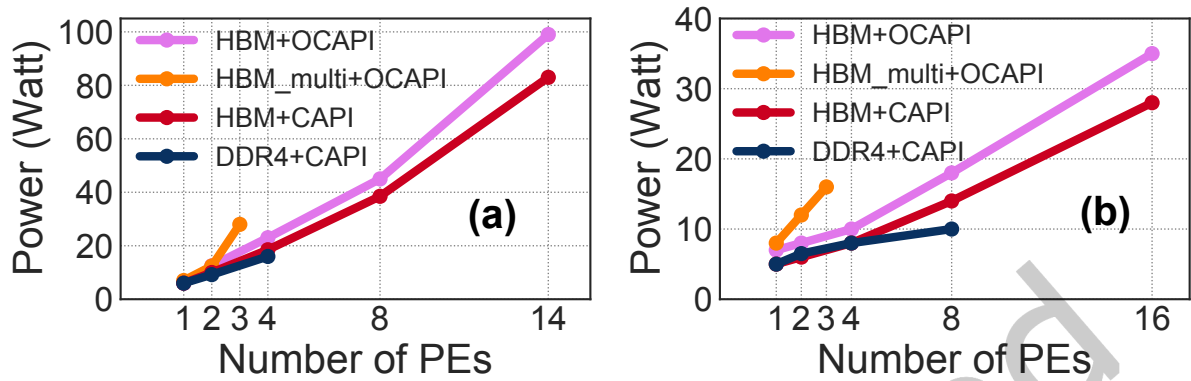 Power (Watt)
100
80
60
40
20
0
HBM+OCAPI
HBM_multi+OCAPI
HBM+CAPI
DDR4+CAPI
(a)
1 2 3 4 8 14
Number of PEs
Power (Watt)
40
30
20
10
0
HBM+OCAPI
HBM_multi+OCAPI
HBM+CAPI
DDR4+CAPI
(b)
1 2 3 4 8 16
Number of PEs